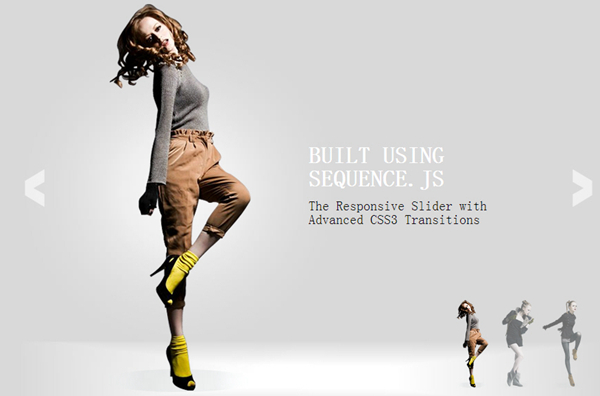 BUILT USING
SEQUENCE.JS
The Responsive Slider with
Advanced CSS3 Transitions